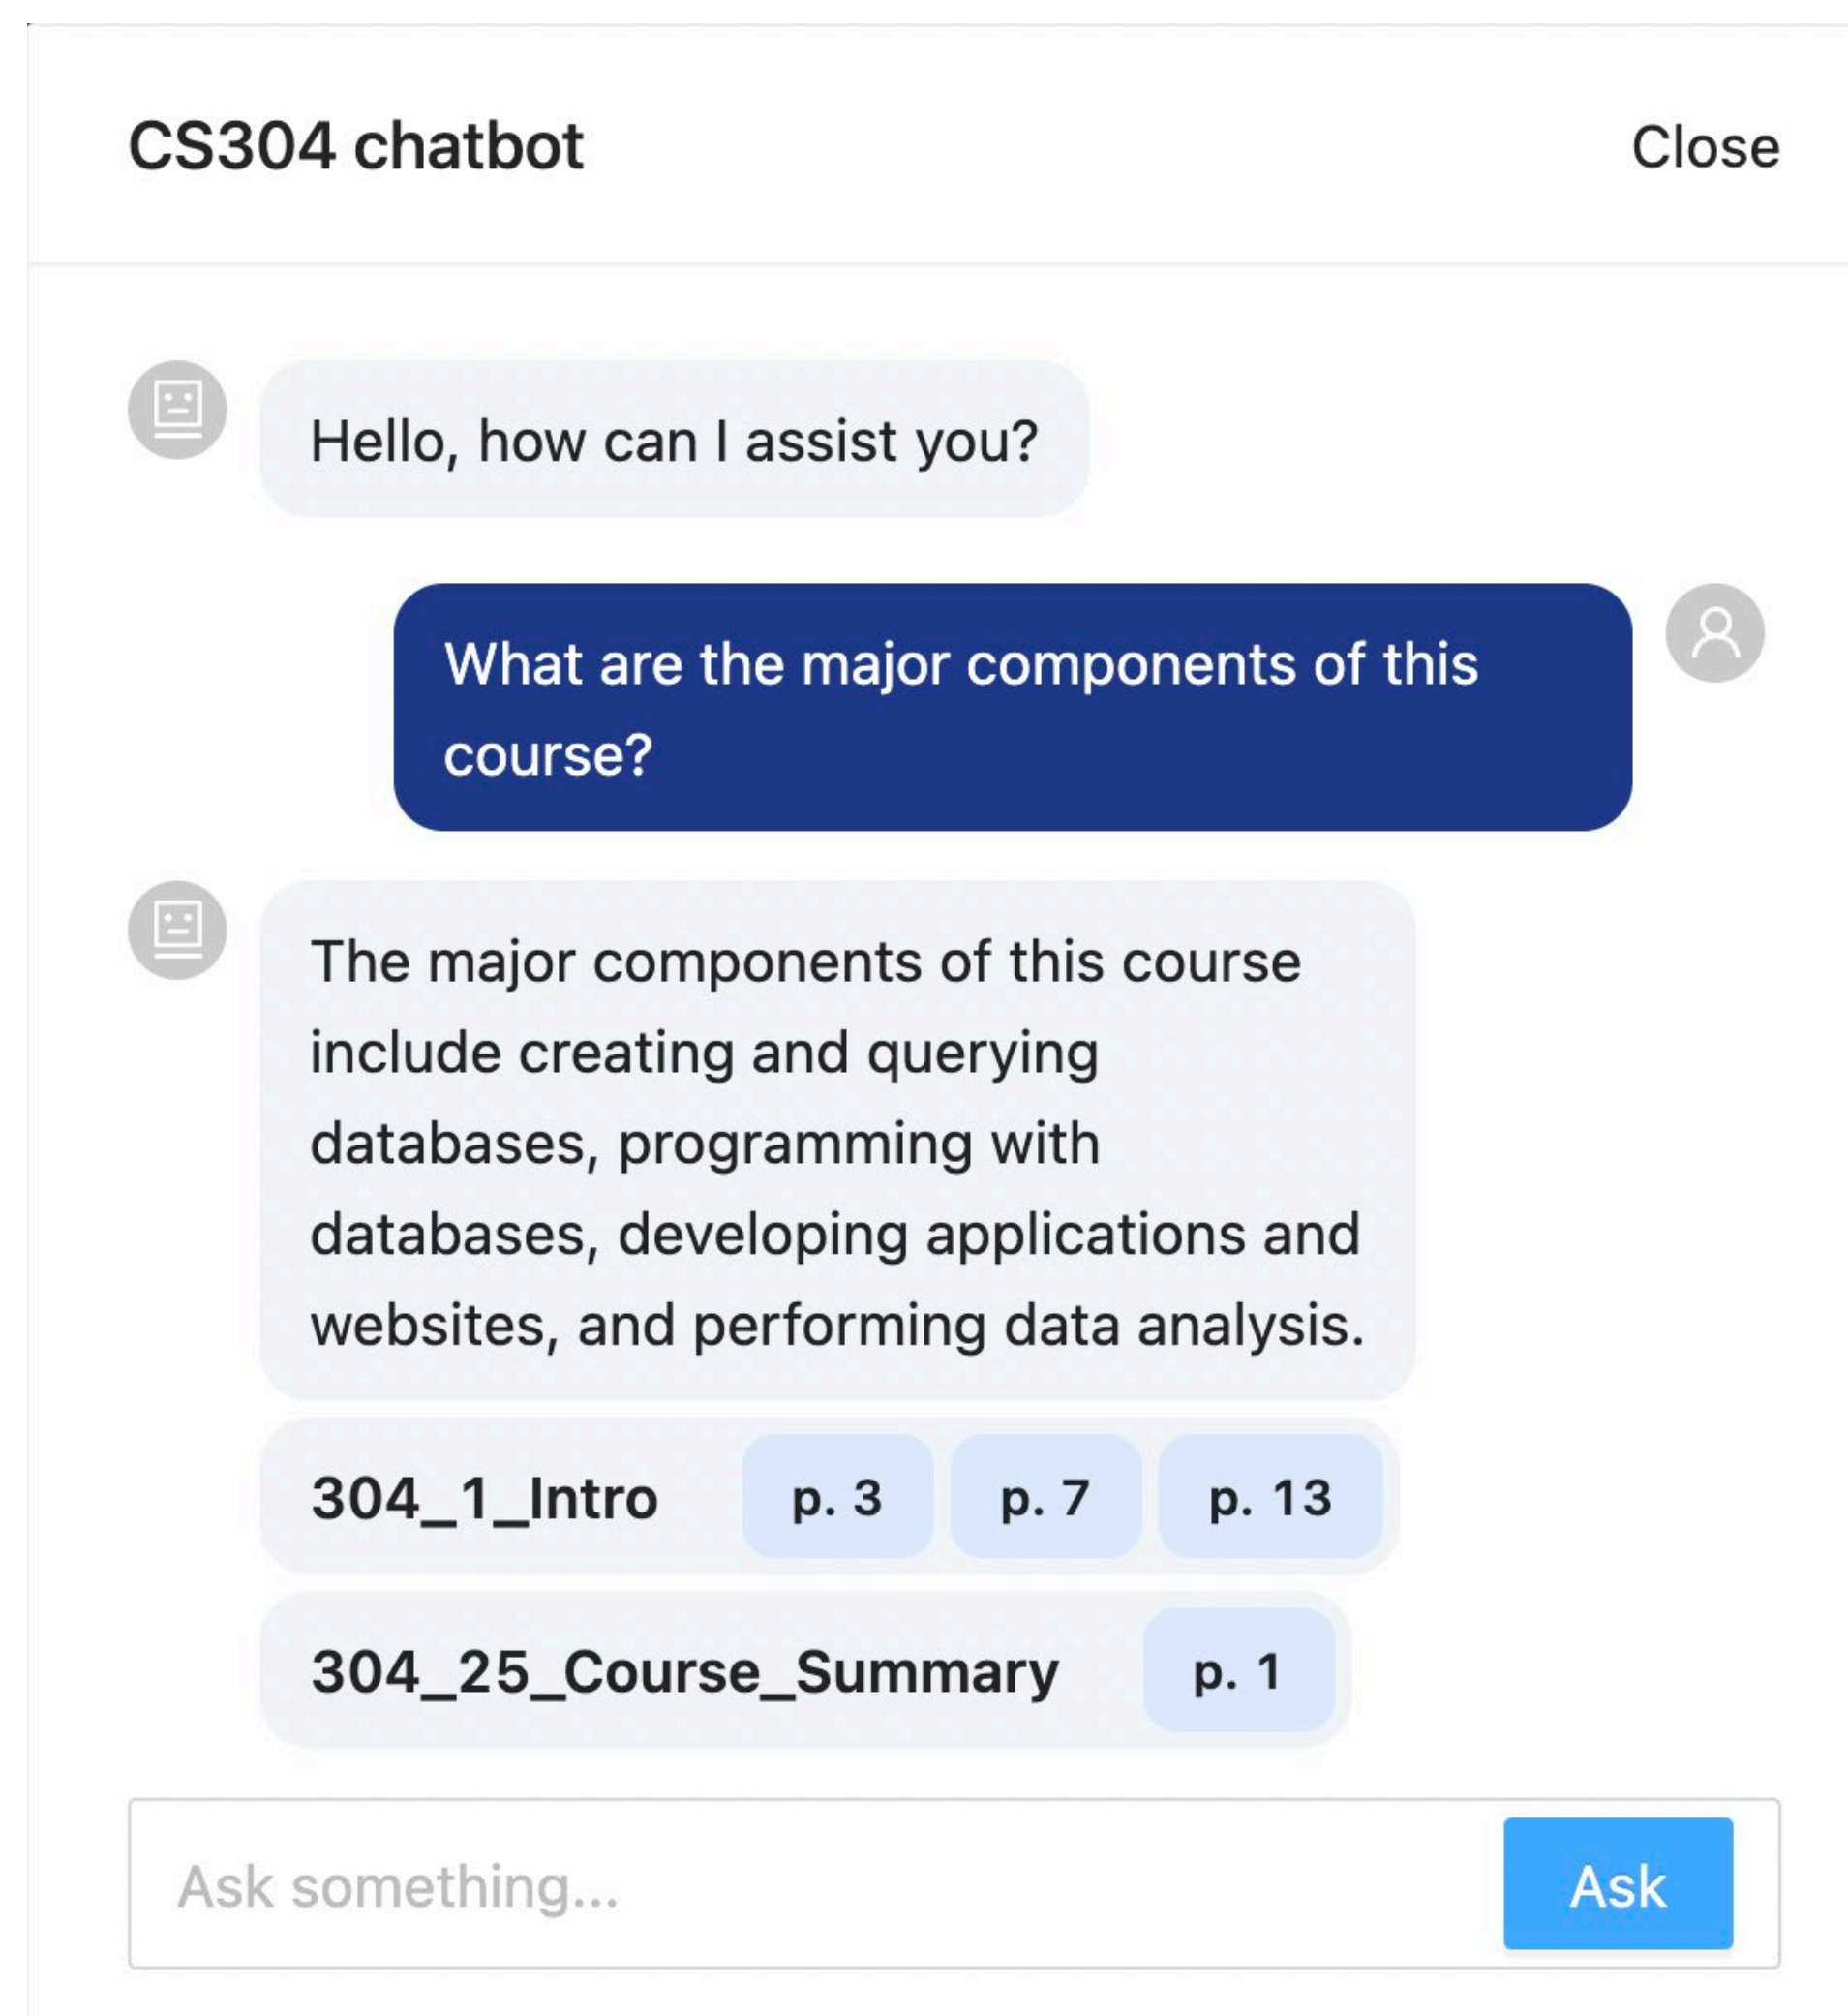 CS304 chatbot Close
Hello, how can I assist you?
What are the major components of this
course?
The major components of this course
include creating and querying
databases, programming with
databases, developing applications and
websites, and performing data analysis.
304_1_Intro p. 3 p. 7 p. 13
304_25_Course_Summary p. 1
Ask something... Ask